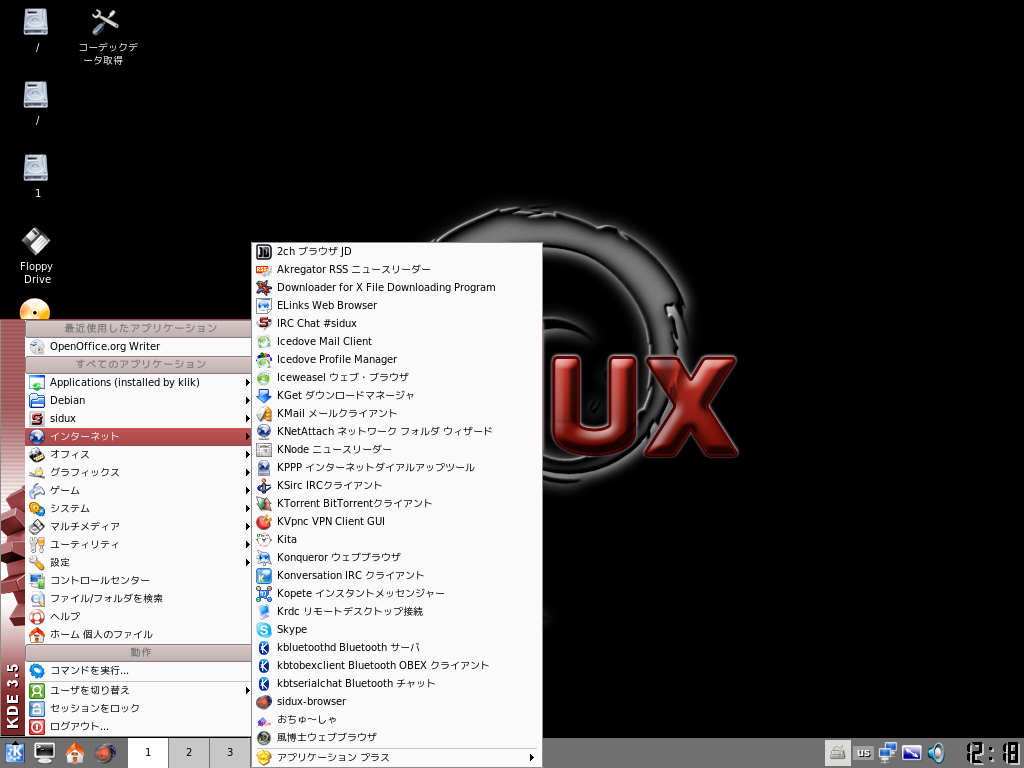 /
コーデックデ
ータ取得
/
1
Floppy
Drive
UX
最近使用したアプリケーション
OpenOffice.org Writer
すべてのアプリケーション
Applications (installed by klik)
Debian
sidux
インターネット
オフィス
グラフィックス
ゲーム
システム
マルチメディア
ユーティリティ
設定
コントロールセンター
ファイル/フォルダを検索
ヘルプ
ホーム 個人のファイル
動作
コマンドを実行...
ユーザを切り替え
セッションをロック
ログアウト...
KDE 3.5
2ch ブラウザ JD
Akregator RSS ニュースリーダー
Downloader for X File Downloading Program
ELinks Web Browser
IRC Chat #sidux
Icedove Mail Client
Icedove Profile Manager
Iceweasel ウェブ・ブラウザ
KGet ダウンロードマネージャ
KMail メールクライアント
KNetAttach ネットワーク フォルダ ウィザード
KNode ニュースリーダー
KPPP インターネットダイアルアップツール
KSirc IRCクライアント
KTorrent BitTorrentクライアント
KVpnc VPN Client GUI
Kita
Konqueror ウェブブラウザ
Konversation IRC クライアント
Kopete インスタントメッセンジャー
Krdc リモートデスクトップ接続
Skype
kbluetoothd Bluetooth サーバ
kbtobexclient Bluetooth OBEX クライアント
kbtserialchat Bluetooth チャット
sidux-browser
おちゅ～しゃ
風博士ウェブブラウザ
アプリケーション プラス
1
2
3
us
12:18